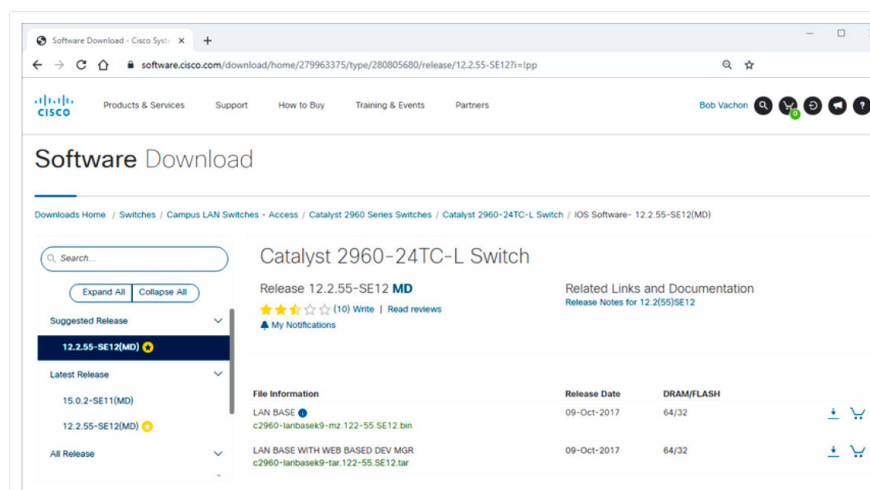 Software Download - Cisco Syst
software.cisco.com/download/home/279963375/type/280805680/release/12.2.55-SE12?i=!pp
CISCO
Products & Services Support How to Buy Training & Events Partners
Bob Vachon
0
?
Software Download
Downloads Home / Switches / Campus LAN Switches - Access / Catalyst 2960 Series Switches / Catalyst 2960-24TC-L Switch / IOS Software- 12.2.55-SE12(MD)
Search...
Expand All Collapse All
Suggested Release
12.2.55-SE12(MD)
Latest Release
15.0.2-SE11(MD)
12.2.55-SE12(MD)
All Release
Catalyst 2960-24TC-L Switch
Release 12.2.55-SE12 MD
(10) Write | Read reviews
My Notifications
Related Links and Documentation
Release Notes for 12.2(55)SE12
File Information Release Date DRAM/FLASH
LAN BASE 09-Oct-2017 64/32
c2960-lanbasek9-mz.122-55.SE12.bin
LAN BASE WITH WEB BASED DEV MGR 09-Oct-2017 64/32
c2960-lanbasek9-tar.122-55.SE12.tar